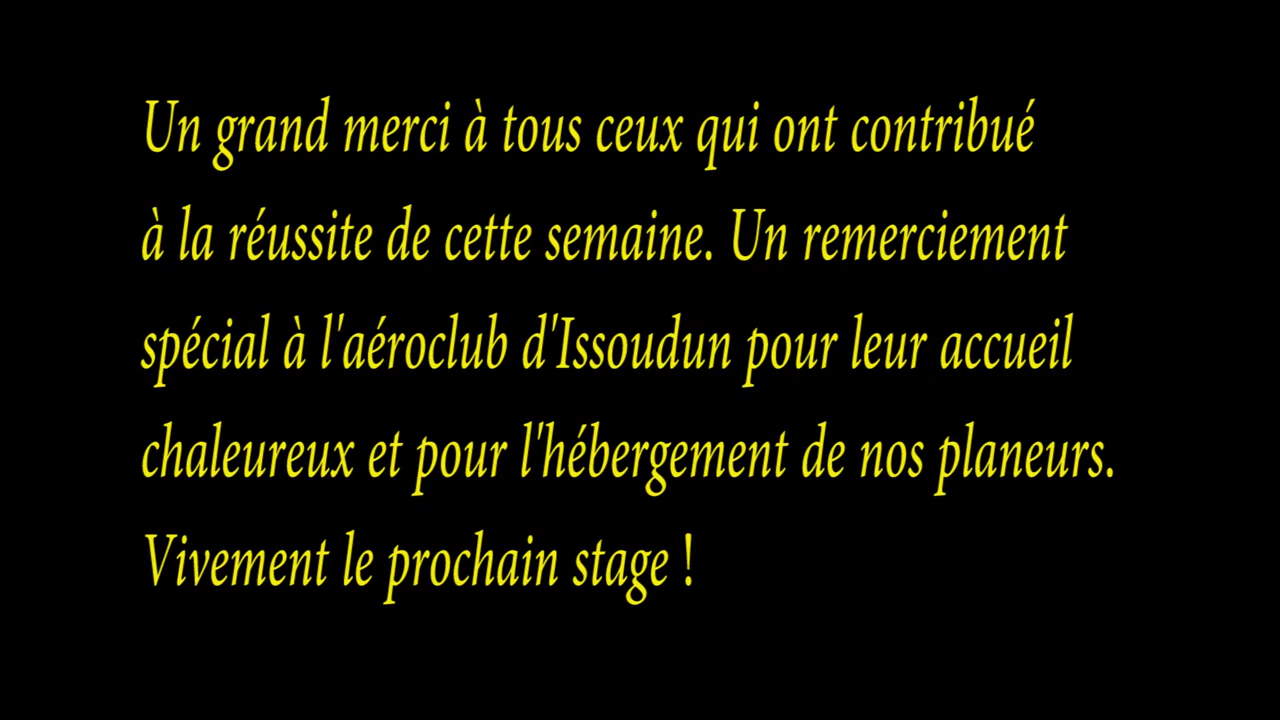 Un grand merci à tous ceux qui ont contribué
à la réussite de cette semaine. Un remerciement
spécial à l'aéroclub d'Issoudun pour leur accueil
chaleureux et pour l'hébergement de nos planeurs.
Vivement le prochain stage !